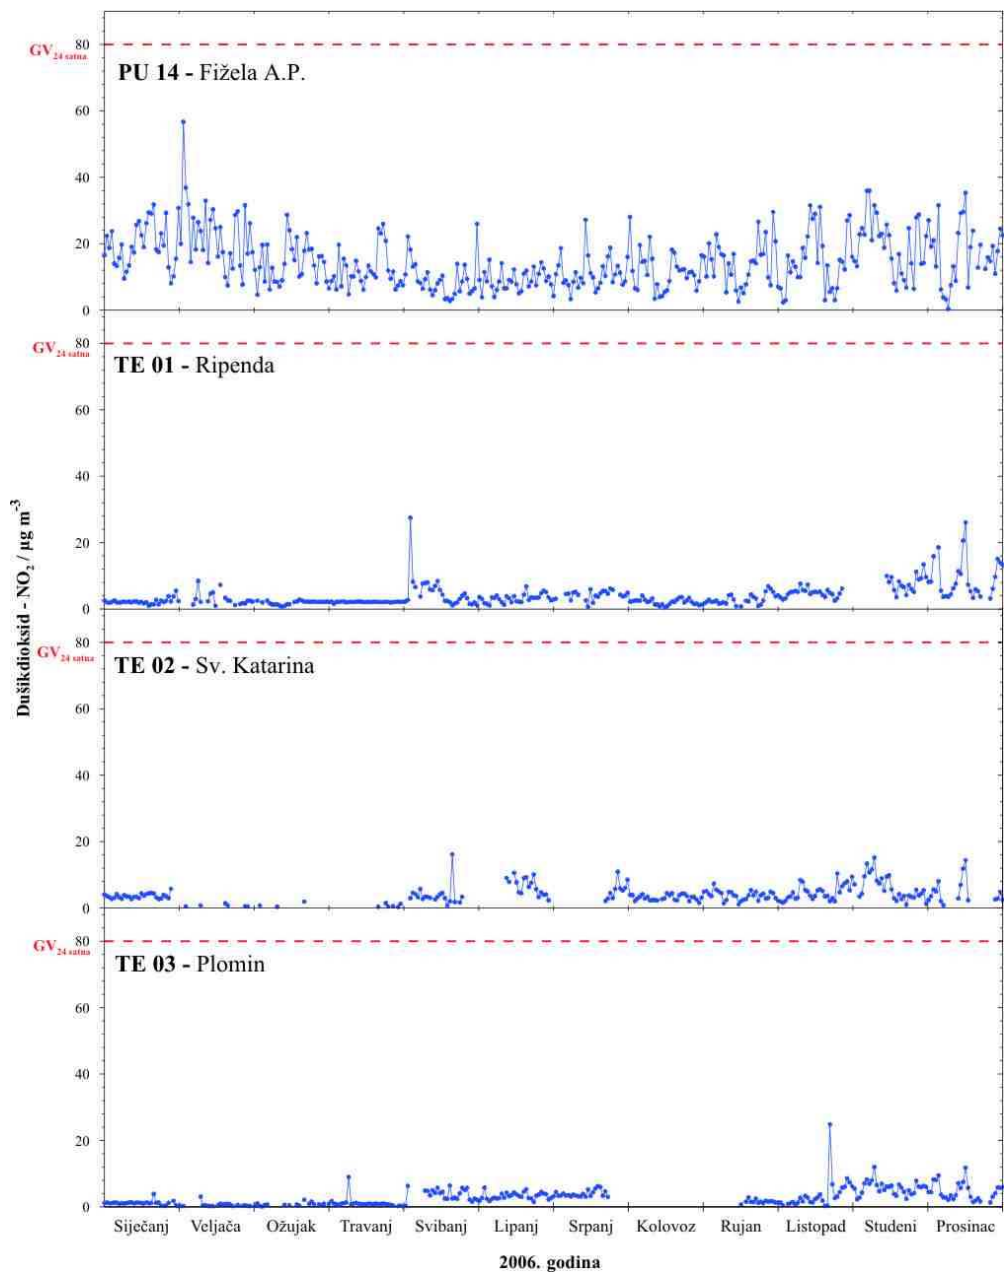 80
GV24 satna
PU 14 - Fižela A.P.
60
40
20
0
80
GV24 satna
TE 01 - Ripenda
60
40
20
0
80
GV24 satna
TE 02 - Sv. Katarina
60
40
20
0
80
GV24 satna
TE 03 - Plomin
60
40
20
0
Dušikdioksid - NO2 / µg m-3
Siječanj Veljača Ožujak Travanj Svibanj Lipanj Srpanj Kolovoz Rujan Listopad Studeni Prosinac
2006. godina